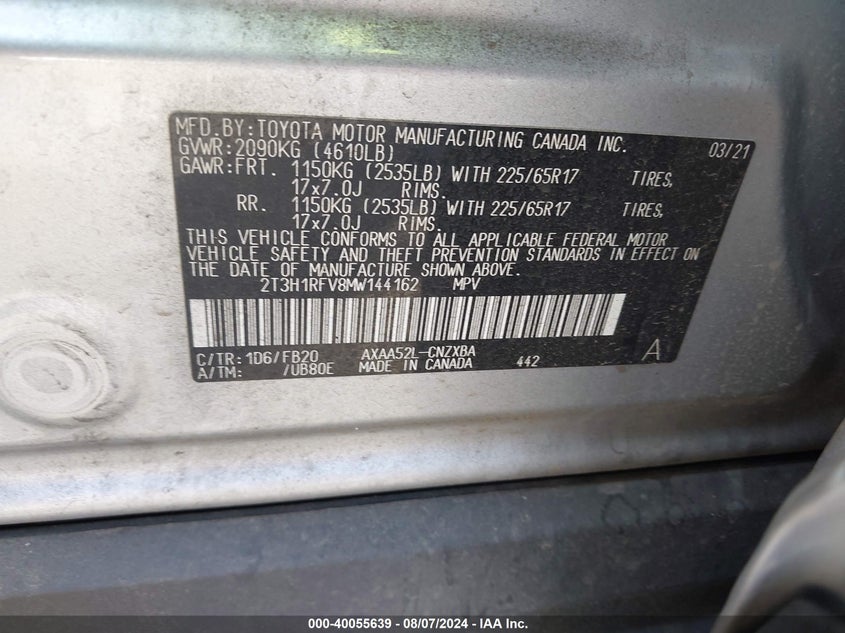 MFD.BY:TOYOTA MOTOR MANUFACTURING CANADA INC. 03/21
GVWR:2090KG (4610LB)
GAWR:FRT. 1150KG (2535LB) WITH 225/65R17 TIRES,
17x7.0J RIMS.
RR. 1150KG (2535LB) WITH 225/65R17 TIRES,
17x7.0J RIMS.
THIS VEHICLE CONFORMS TO ALL APPLICABLE FEDERAL MOTOR
VEHICLE SAFETY AND THEFT PREVENTION STANDARDS IN EFFECT ON
THE DATE OF MANUFACTURE SHOWN ABOVE.
2T3H1RFV8MW144162 MPV
C/TR:1D6/FB20 AXAA52L-CNZXBA A
A/TM: /UB80E MADE IN CANADA 442
000-40055639 - 08/07/2024 - IAA Inc.